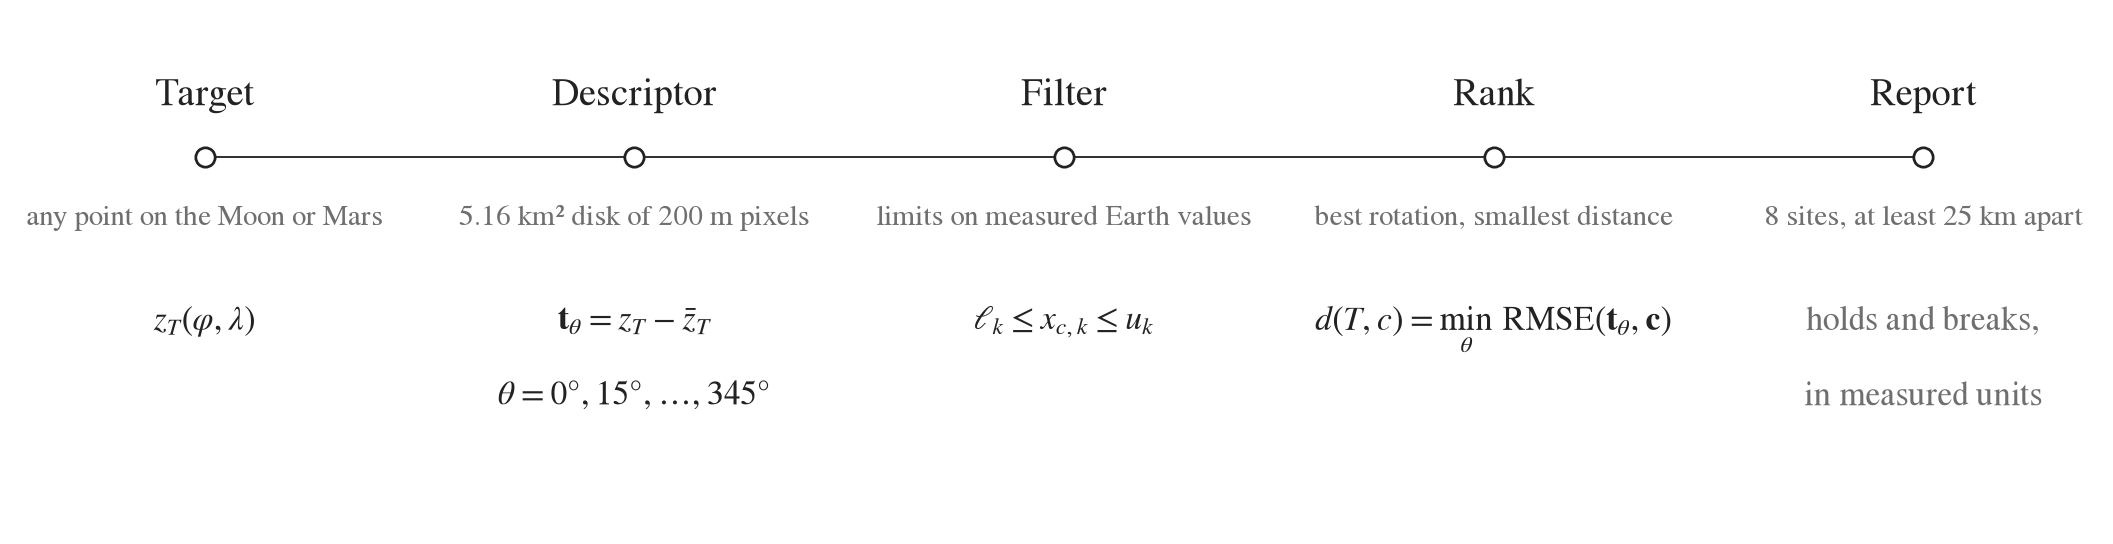 Target
Descriptor
Filter
Rank
Report
any point on the Moon or Mars
5.16 km² disk of 200 m pixels
limits on measured Earth values
best rotation, smallest distance
8 sites, at least 25 km apart
z_T(φ, λ)
t_θ = z_T − z̄_T
ℓ_k ≤ x_{c,k} ≤ u_k
d(T, c) = min_θ RMSE(t_θ, c)
holds and breaks,
θ = 0°, 15°, …, 345°
in measured units